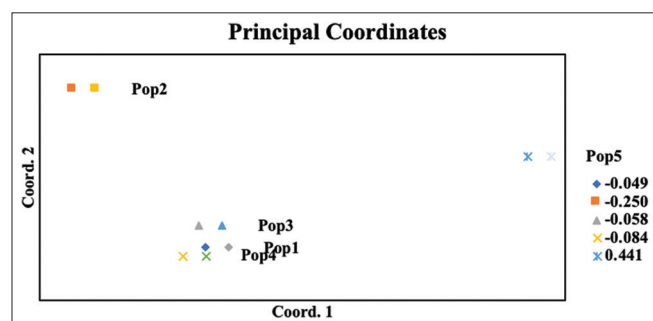 Principal Coordinates
Pop2
Coord. 2
Pop5
-0.049
-0.250
Pop3
-0.058
Pop1
Pop4
-0.084
0.441
Coord. 1